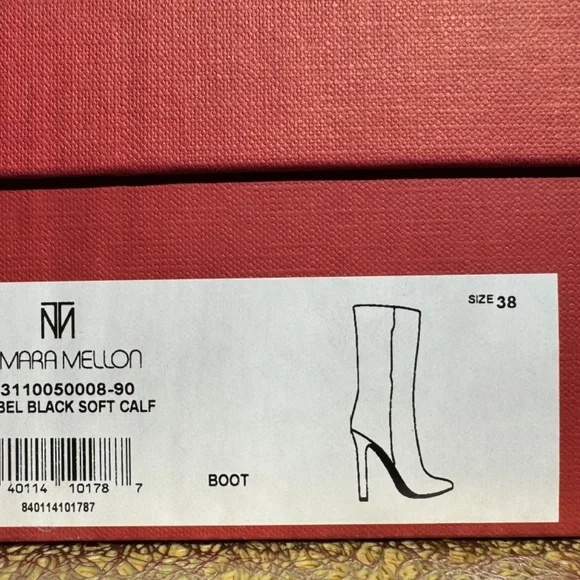 SIZE 38
MARA MELLON
3110050008-90
BEL BLACK SOFT CALF
40114 10178 7
840114101787
BOOT